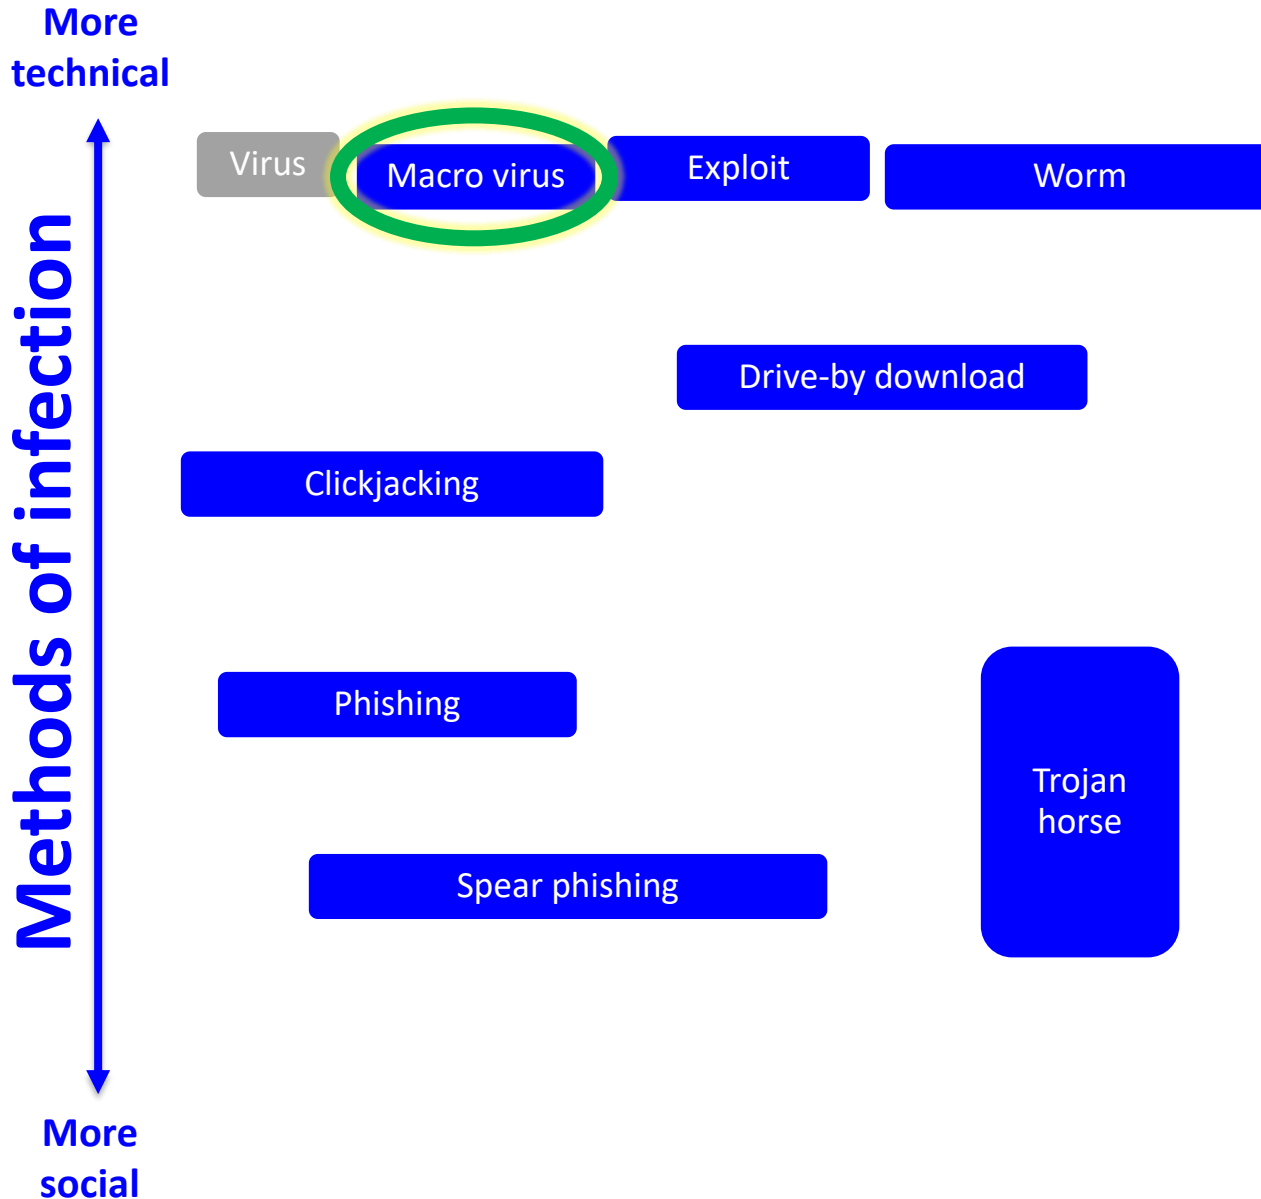 More
technical
Methods of infection
Virus
Macro virus
Exploit
Worm
Drive-by download
Clickjacking
Phishing
Trojan
horse
Spear phishing
More
social